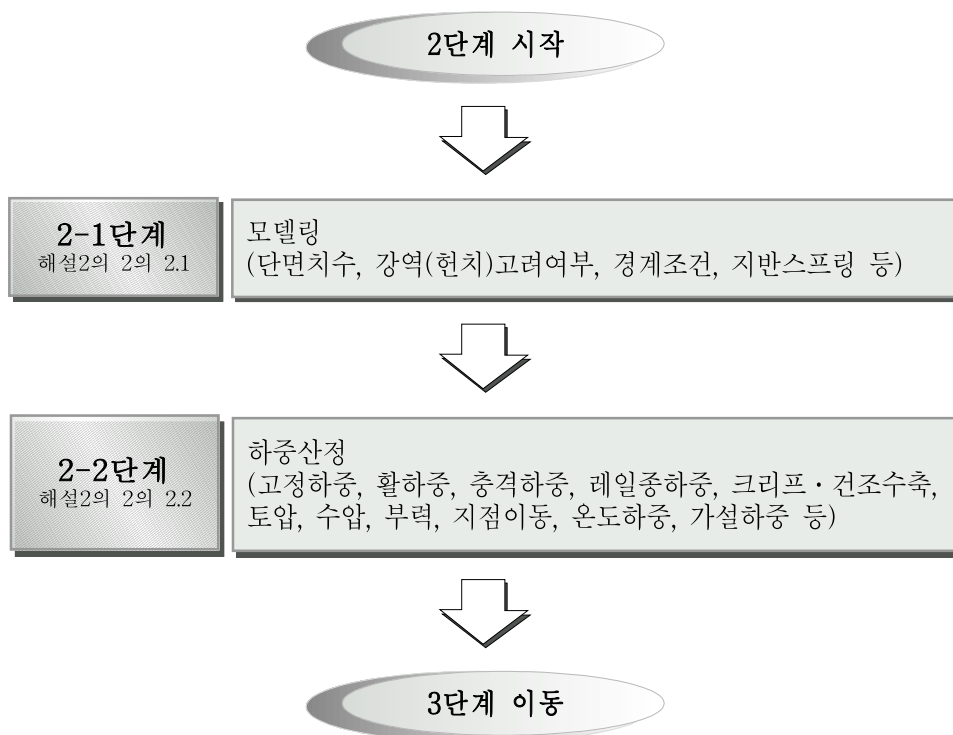 2단계 시작
2-1단계
해설2의 2의 2.1
모델링
(단면치수, 강역(헌치)고려여부, 경계조건, 지반스프링 등)
2-2단계
해설2의 2의 2.2
하중산정
(고정하중, 활하중, 충격하중, 레일종하중, 크리프·건조수축,
토압, 수압, 부력, 지점이동, 온도하중, 가설하중 등)
3단계 이동